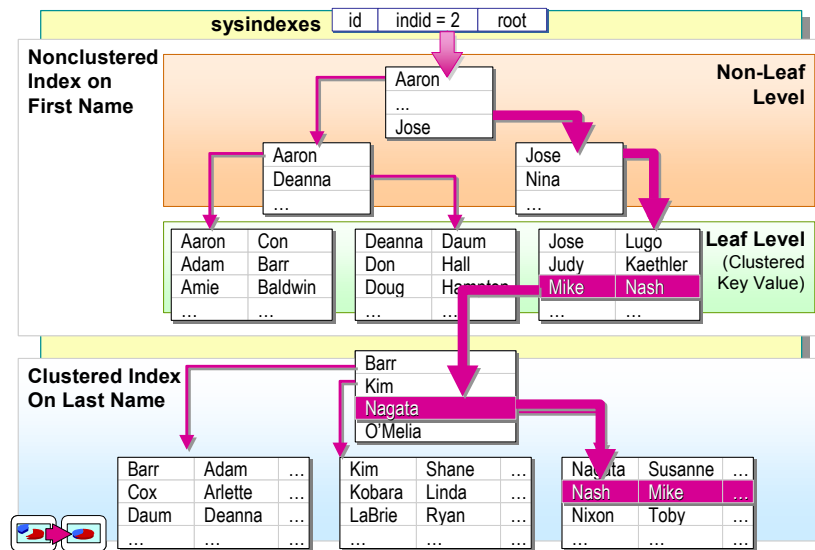 sysindexes id indid = 2 root
Nonclustered
Index on
First Name
Non-Leaf
Level
Aaron
...
Jose
Aaron
Deanna
…
Jose
Nina
…
Aaron Con
Adam Barr
Amie Baldwin
… …
Deanna Daum
Don Hall
Doug Hampton
… …
Jose Lugo
Judy Kaethler
Mike Nash
… …
Leaf Level
(Clustered
Key Value)
Clustered Index
On Last Name
Barr
Kim
Nagata
O’Melia
Barr Adam …
Cox Arlette …
Daum Deanna …
… … …
Kim Shane …
Kobara Linda …
LaBrie Ryan …
… … …
Nagata Susanne …
Nash Mike …
Nixon Toby …
… … …